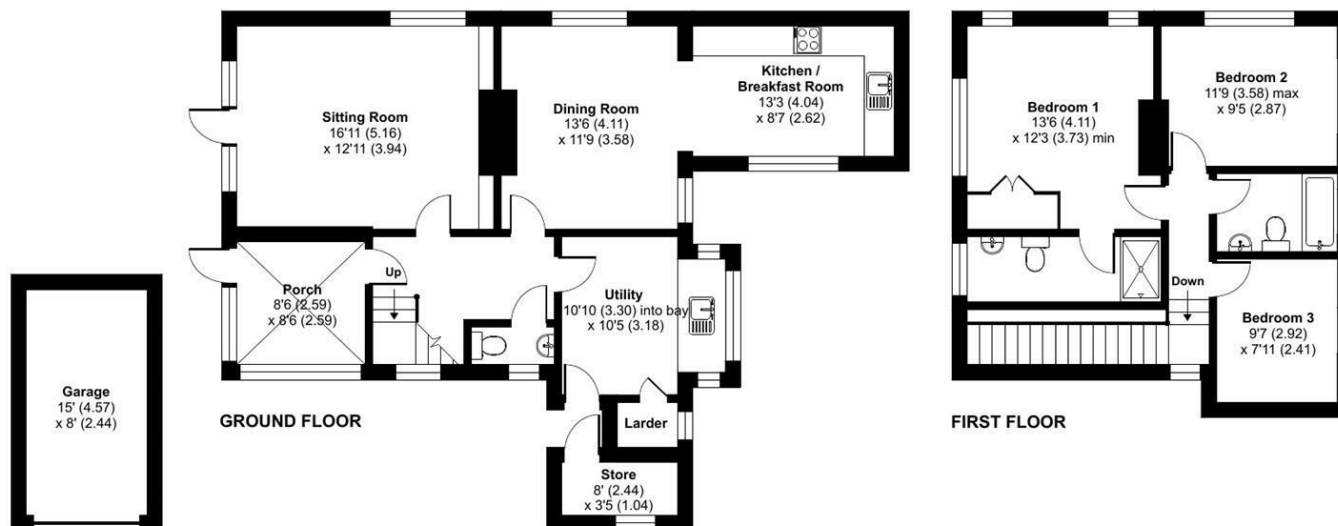 Sitting Room
16'11 (5.16)
x 12'11 (3.94)
Dining Room
13'6 (4.11)
x 11'9 (3.58)
Kitchen /
Breakfast Room
13'3 (4.04)
x 8'7 (2.62)
Porch
8'6 (2.59)
x 8'6 (2.59)
Up
Utility
10'10 (3.30) into bay
x 10'5 (3.18)
Larder
Store
8' (2.44)
x 3'5 (1.04)
Garage
15' (4.57)
x 8' (2.44)
GROUND FLOOR
Bedroom 1
13'6 (4.11)
x 12'3 (3.73) min
Bedroom 2
11'9 (3.58) max
x 9'5 (2.87)
Down
Bedroom 3
9'7 (2.92)
x 7'11 (2.41)
FIRST FLOOR